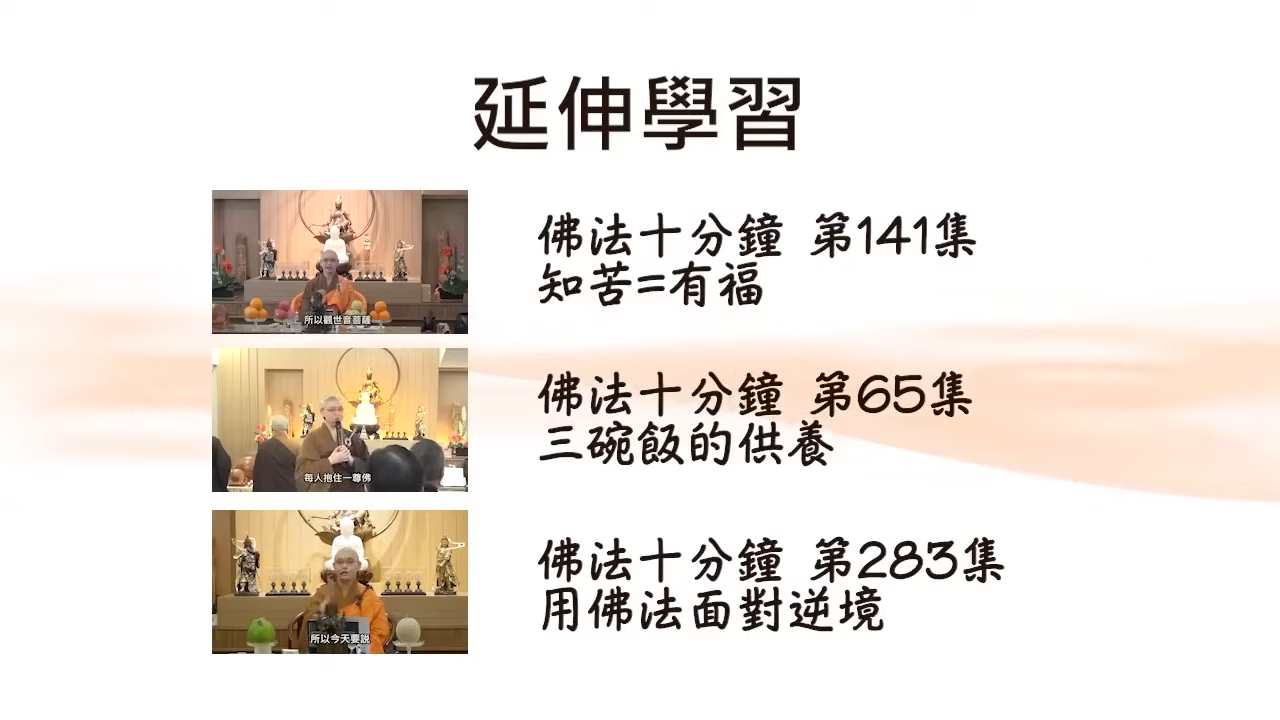 延伸學習
佛法十分鐘 第141集
知苦=有福
所以觀世音菩薩
佛法十分鐘 第65集
三碗飯的供養
每人抱住一尊佛
佛法十分鐘 第283集
用佛法面對逆境
所以今天要說